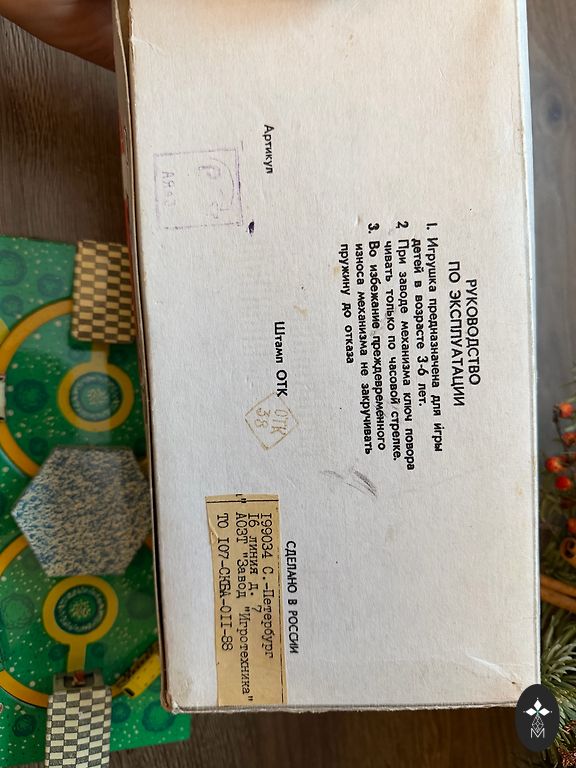 РУКОВОДСТВО
ПО ЭКСПЛУАТАЦИИ
1. Игрушка предназначена для игры
детей в возрасте 3-6 лет.
2 При заводе механизма ключ повора
чивать только по часовой стрелке.
3. Во избежание преждевременного
износа механизма не закручивать
пружину до отказа
Артикул
Штамп ОТК
ОТК
38
СДЕЛАНО В РОССИИ
199034 С.-Петербург
16 линия д. 7
АОЗТ "Завод "Игротехника"
ТО 107-СКБА-011-88
М